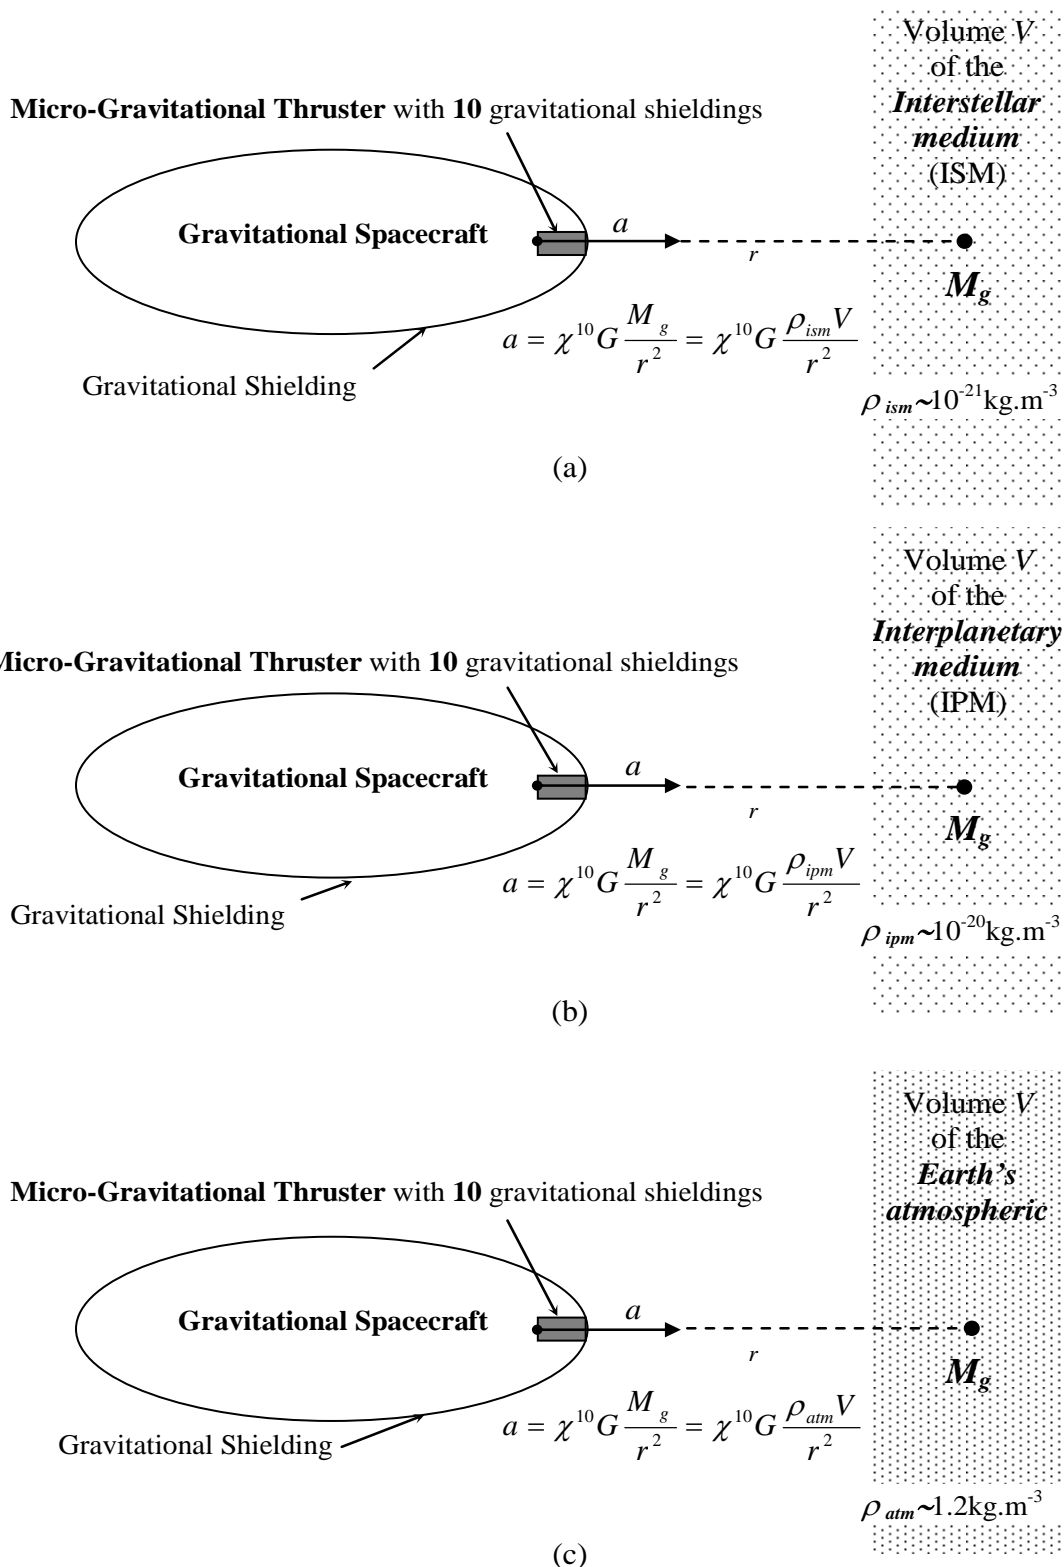 Volume V
of the
Interstellar
medium
(ISM)
Micro-Gravitational Thruster with 10 gravitational shieldings
Gravitational Spacecraft
a
r
M_g
a = χ^10 G M_g / r^2 = χ^10 G ρ_ism V / r^2
Gravitational Shielding
ρ_ism ~10^-21 kg.m^-3
(a)
Volume V
of the
Interplanetary
medium
(IPM)
Micro-Gravitational Thruster with 10 gravitational shieldings
Gravitational Spacecraft
a
r
M_g
a = χ^10 G M_g / r^2 = χ^10 G ρ_ipm V / r^2
Gravitational Shielding
ρ_ipm ~10^-20 kg.m^-3
(b)
Volume V
of the
Earth’s
atmospheric
Micro-Gravitational Thruster with 10 gravitational shieldings
Gravitational Spacecraft
a
r
M_g
a = χ^10 G M_g / r^2 = χ^10 G ρ_atm V / r^2
Gravitational Shielding
ρ_atm ~1.2kg.m^-3
(c)